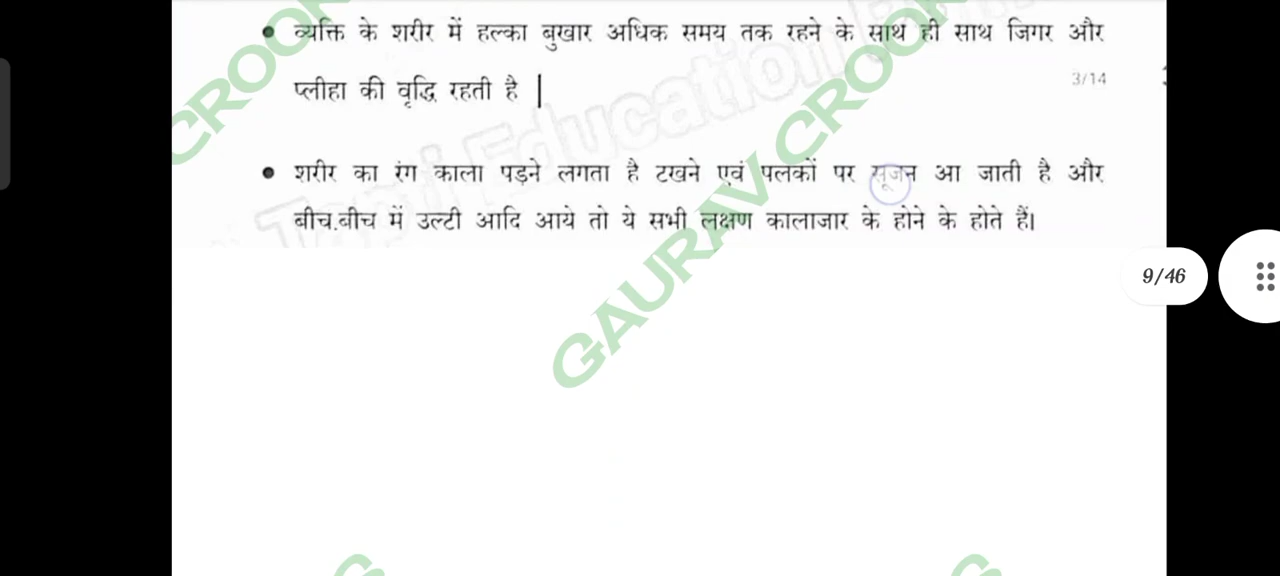 • व्यक्ति के शरीर में हल्का बुखार अधिक समय तक रहने के साथ ही साथ जिगर और
प्लीहा की वृद्धि रहती है |
3/14
• शरीर का रंग काला पड़ने लगता है टखने एवं पलकों पर सूजन आ जाती है और
बीच.बीच में उल्टी आदि आये तो ये सभी लक्षण कालाजार के होने के होते हैं।
9/46
GAURAV CROOK